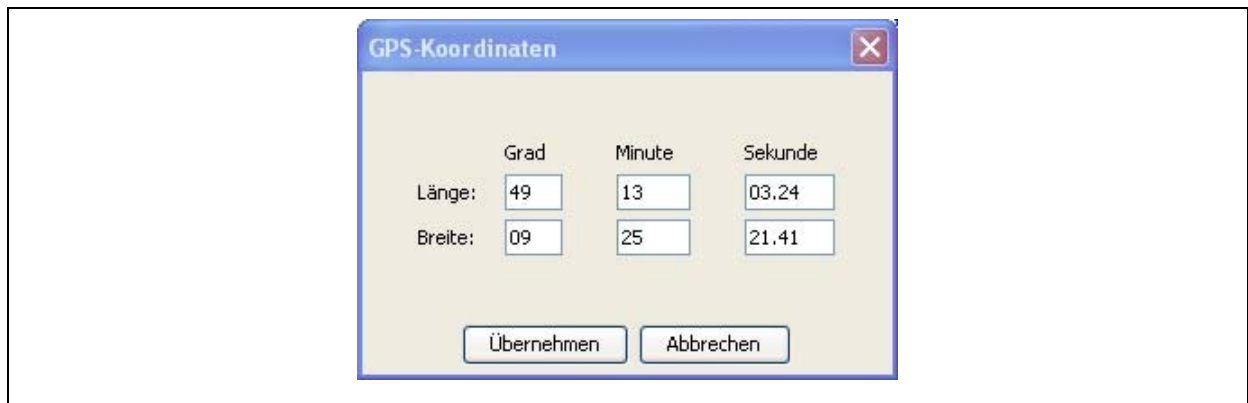 GPS-Koordinaten
Grad Minute Sekunde
Länge: 49 13 03.24
Breite: 09 25 21.41
Übernehmen Abbrechen